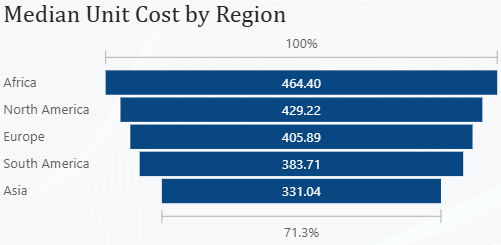 Median Unit Cost by Region
100%
Africa 464.40
North America 429.22
Europe 405.89
South America 383.71
Asia 331.04
71.3%